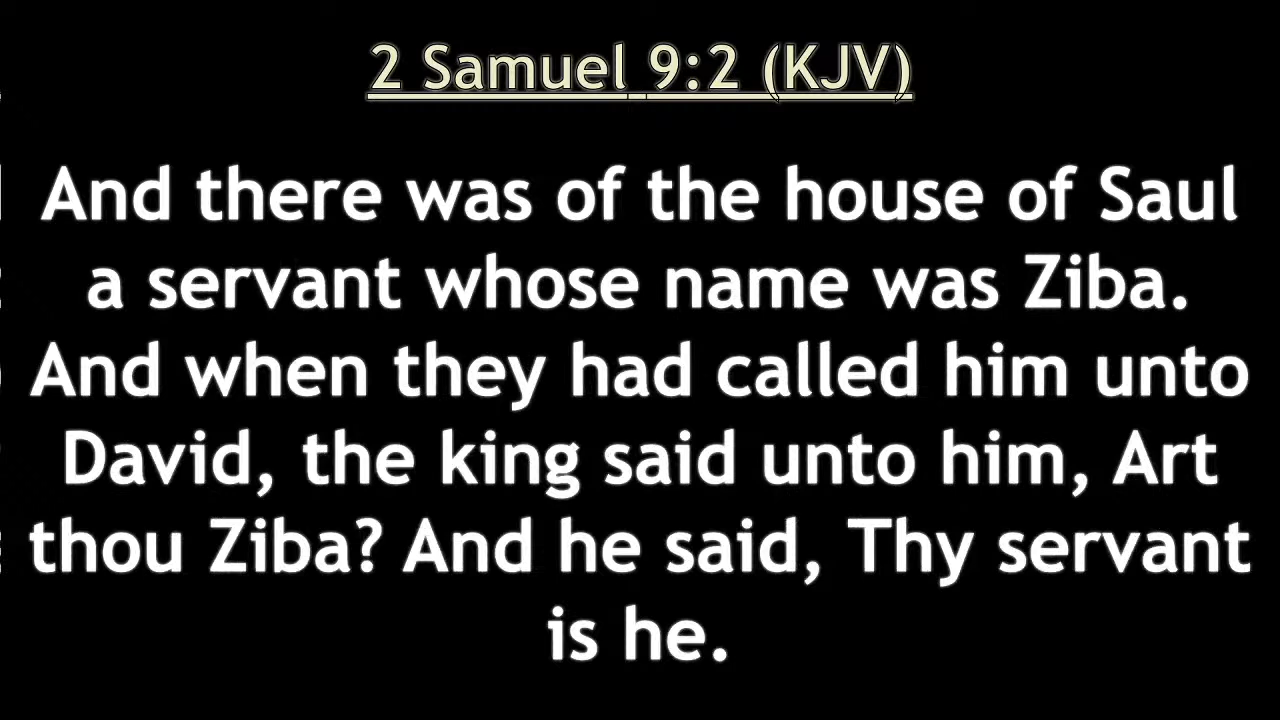 2 Samuel 9:2 (KJV)
And there was of the house of Saul
a servant whose name was Ziba.
And when they had called him unto
David, the king said unto him, Art
thou Ziba? And he said, Thy servant
is he.